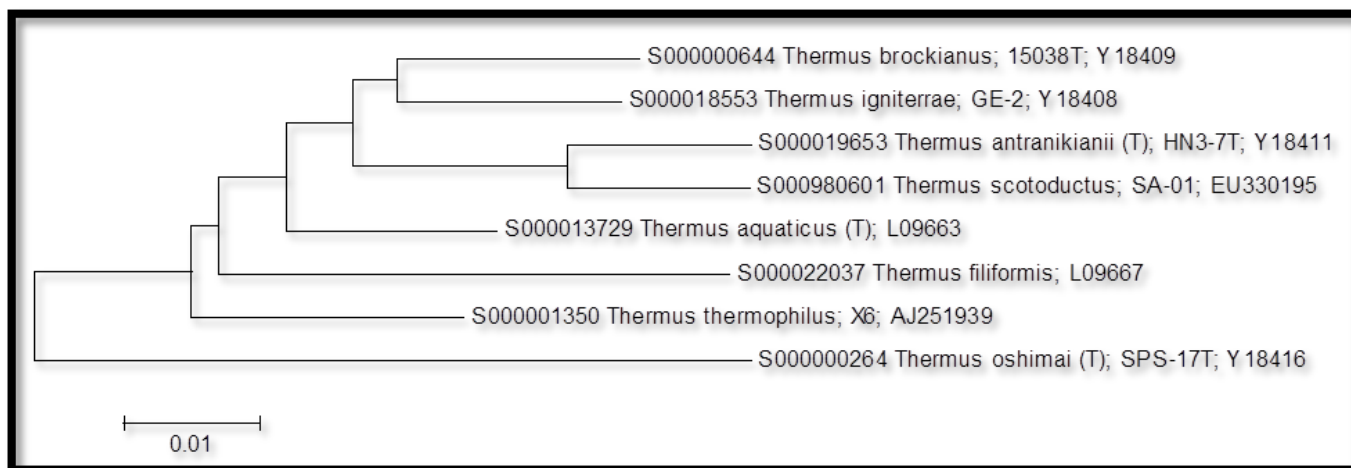 S000000644 Thermus brockianus; 15038T; Y18409
S000018553 Thermus igniterrae; GE-2; Y18408
S000019653 Thermus antranikianii (T); HN3-7T; Y18411
S000980601 Thermus scotoductus; SA-01; EU330195
S000013729 Thermus aquaticus (T); L09663
S000022037 Thermus filiformis; L09667
S000001350 Thermus thermophilus; X6; AJ251939
S000000264 Thermus oshimai (T); SPS-17T; Y18416
0.01